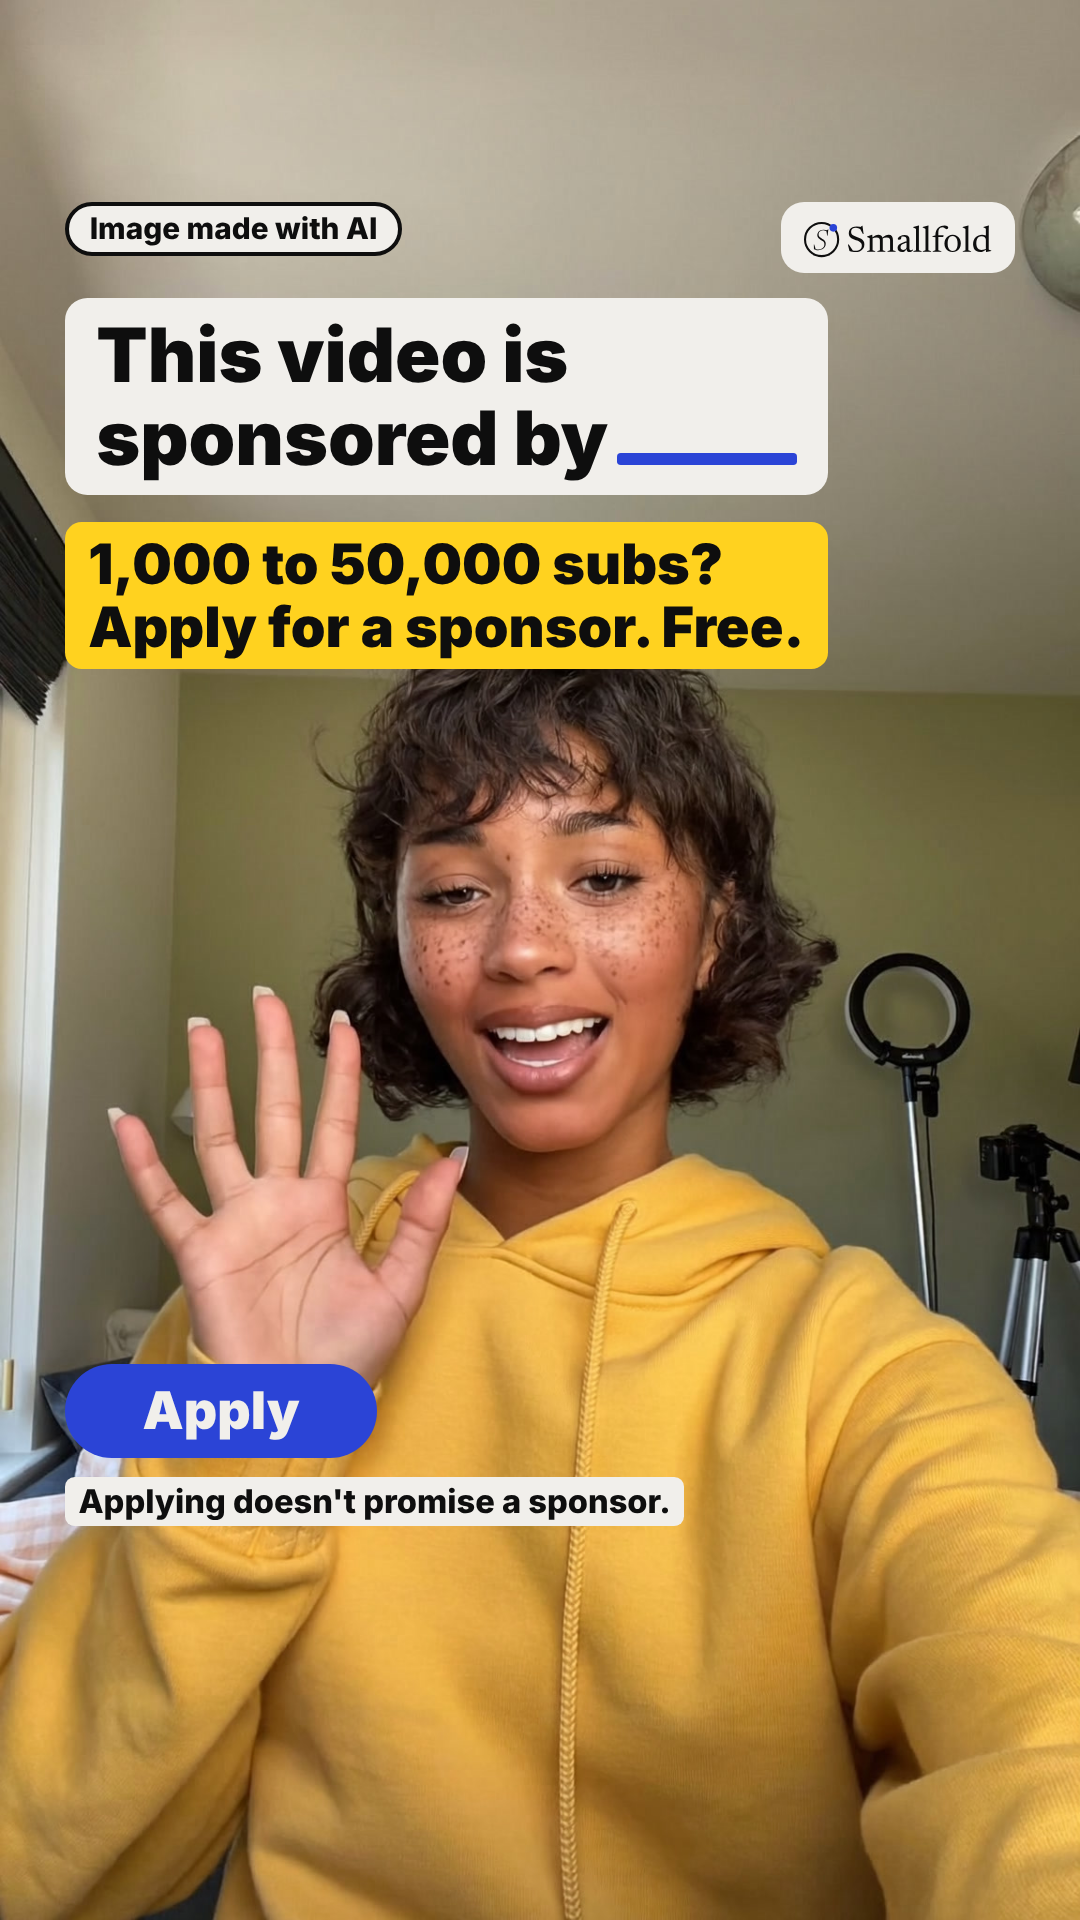 Image made with AI
Smallfold
This video is
sponsored by
1,000 to 50,000 subs?
Apply for a sponsor. Free.
Apply
Applying doesn't promise a sponsor.